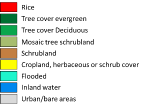 Rice
Tree cover evergreen
Tree cover Deciduous
Mosaic tree schrubland
Schrubland
Cropland, herbaceous or schrub cover
Flooded
Inland water
Urban/bare areas